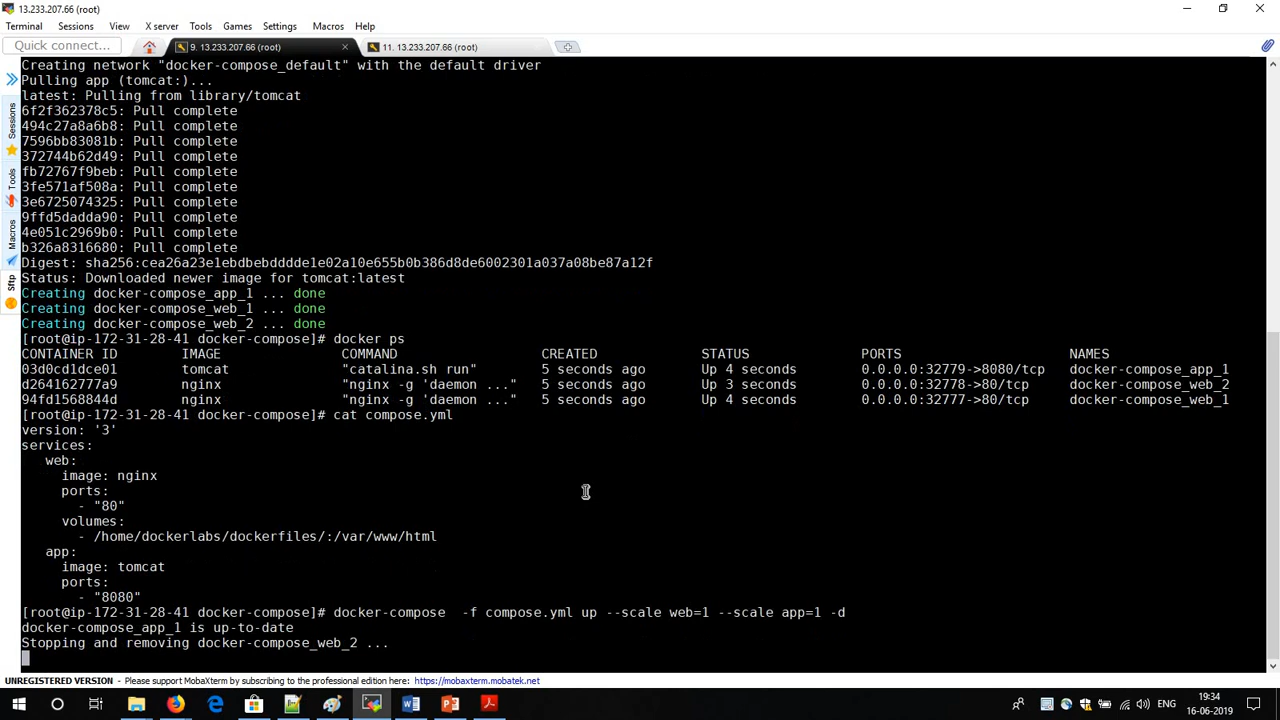 13.233.207.66 (root)
Terminal Sessions View X server Tools Games Settings Macros Help
Quick connect... 9. 13.233.207.66 (root) 11. 13.233.207.66 (root)
Sessions
Tools
Macros
Sftp
Creating network "docker-compose_default" with the default driver
Pulling app (tomcat:)...
latest: Pulling from library/tomcat
6f2f362378c5: Pull complete
494c27a8a6b8: Pull complete
7596bb83081b: Pull complete
372744b62d49: Pull complete
fb72767f9beb: Pull complete
3fe571af508a: Pull complete
3e6725074325: Pull complete
9ffd5dadda90: Pull complete
4e051c2969b0: Pull complete
b326a8316680: Pull complete
Digest: sha256:cea26a23e1ebdbebddddde1e02a10e655b0b386d8de6002301a037a08be87a12f
Status: Downloaded newer image for tomcat:latest
Creating docker-compose_app_1 ... done
Creating docker-compose_web_1 ... done
Creating docker-compose_web_2 ... done
[root@ip-172-31-28-41 docker-compose]# docker ps
CONTAINER ID IMAGE COMMAND CREATED STATUS PORTS NAMES
03d0cd1dce01 tomcat "catalina.sh run" 5 seconds ago Up 4 seconds 0.0.0.0:32779->8080/tcp docker-compose_app_1
d264162777a9 nginx "nginx -g 'daemon ..." 5 seconds ago Up 3 seconds 0.0.0.0:32778->80/tcp docker-compose_web_2
94fd1568844d nginx "nginx -g 'daemon ..." 5 seconds ago Up 4 seconds 0.0.0.0:32777->80/tcp docker-compose_web_1
[root@ip-172-31-28-41 docker-compose]# cat compose.yml
version: '3'
services:
web:
image: nginx
ports:
- "80"
volumes:
- /home/dockerlabs/dockerfiles/:/var/www/html
app:
image: tomcat
ports:
- "8080"
[root@ip-172-31-28-41 docker-compose]# docker-compose -f compose.yml up --scale web=1 --scale app=1 -d
docker-compose_app_1 is up-to-date
Stopping and removing docker-compose_web_2 ...
UNREGISTERED VERSION - Please support MobaXterm by subscribing to the professional edition here: https://mobaxterm.mobatek.net
ENG 19:34
16-06-2019